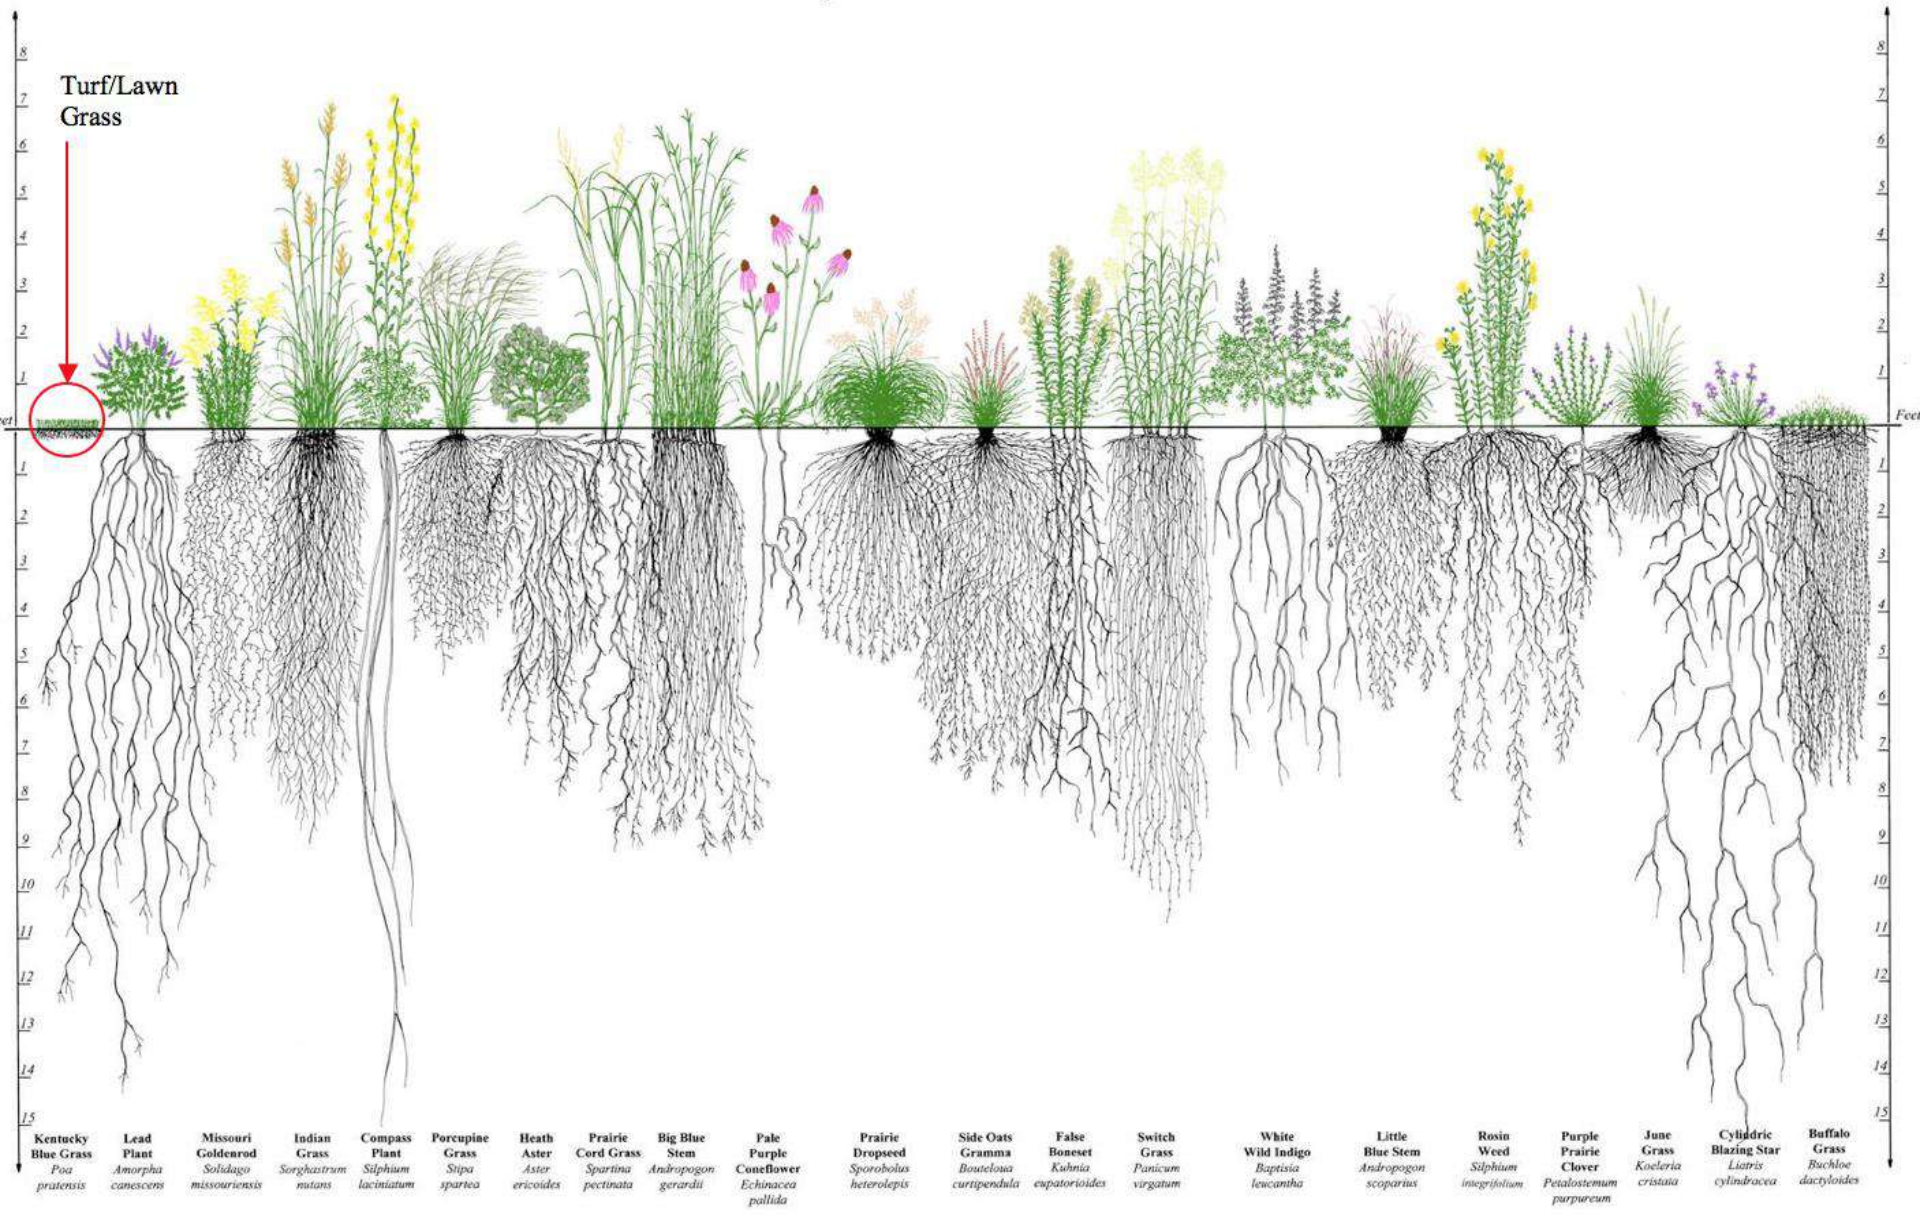 Turf/Lawn
Grass
8
7
6
5
4
3
2
1
1
2
3
4
5
6
7
8
9
10
11
12
13
14
15
8
7
6
5
4
3
2
1
Feet
1
2
3
4
5
6
7
8
9
10
11
12
13
14
15
Kentucky
Blue Grass
Poa
pratensis
Lead
Plant
Amorpha
canescens
Missouri
Goldenrod
Solidago
missouriensis
Indian
Grass
Sorghastrum
nutans
Compass
Plant
Silphium
laciniatum
Porcupine
Grass
Stipa
spartea
Heath
Aster
Aster
ericoides
Prairie
Cord Grass
Spartina
pectinata
Big Blue
Stem
Andropogon
gerardii
Pale
Purple
Coneflower
Echinacea
pallida
Prairie
Dropseed
Sporobolus
heterolepis
Side Oats
Gramma
Bouteloua
curtipendula
False
Boneset
Kuhnia
eupatorioides
Switch
Grass
Panicum
virgatum
White
Wild Indigo
Baptisia
leucantha
Little
Blue Stem
Andropogon
scoparius
Rosin
Weed
Silphium
integrifolium
Purple
Prairie
Clover
Petalostemum
purpureum
June
Grass
Koeleria
cristata
Cylindric
Blazing Star
Liatris
cylindracea
Buffalo
Grass
Buchloe
dactyloides